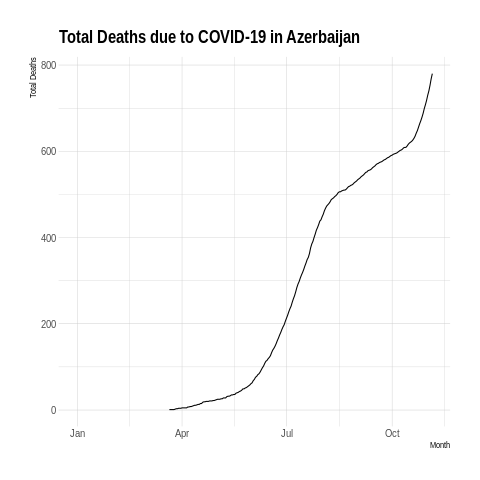 Total Deaths due to COVID-19 in Azerbaijan
Total Deaths
800
600
400
200
0
Jan Apr Jul Oct
Month